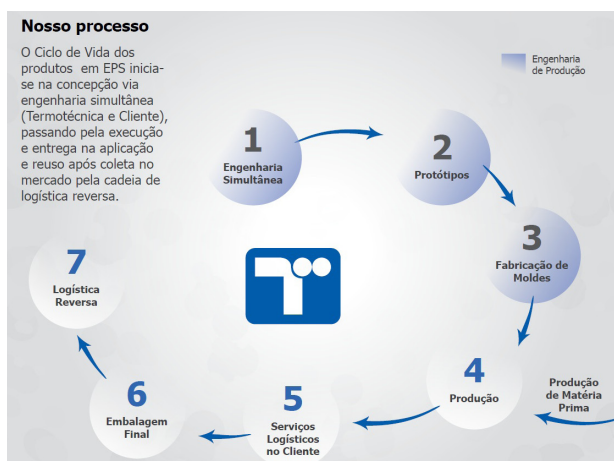 Nosso processo
O Ciclo de Vida dos
produtos em EPS inicia-
se na concepção via
engenharia simultânea
(Termotécnica e Cliente),
passando pela execução
e entrega na aplicação
e reuso após coleta no
mercado pela cadeia de
logística reversa.
Engenharia
de Produção
1
Engenharia
Simultânea
2
Protótipos
3
Fabricação de
Moldes
4
Produção
Produção
de Matéria
Prima
5
Serviços
Logísticos
no Cliente
6
Embalagem
Final
7
Logística
Reversa